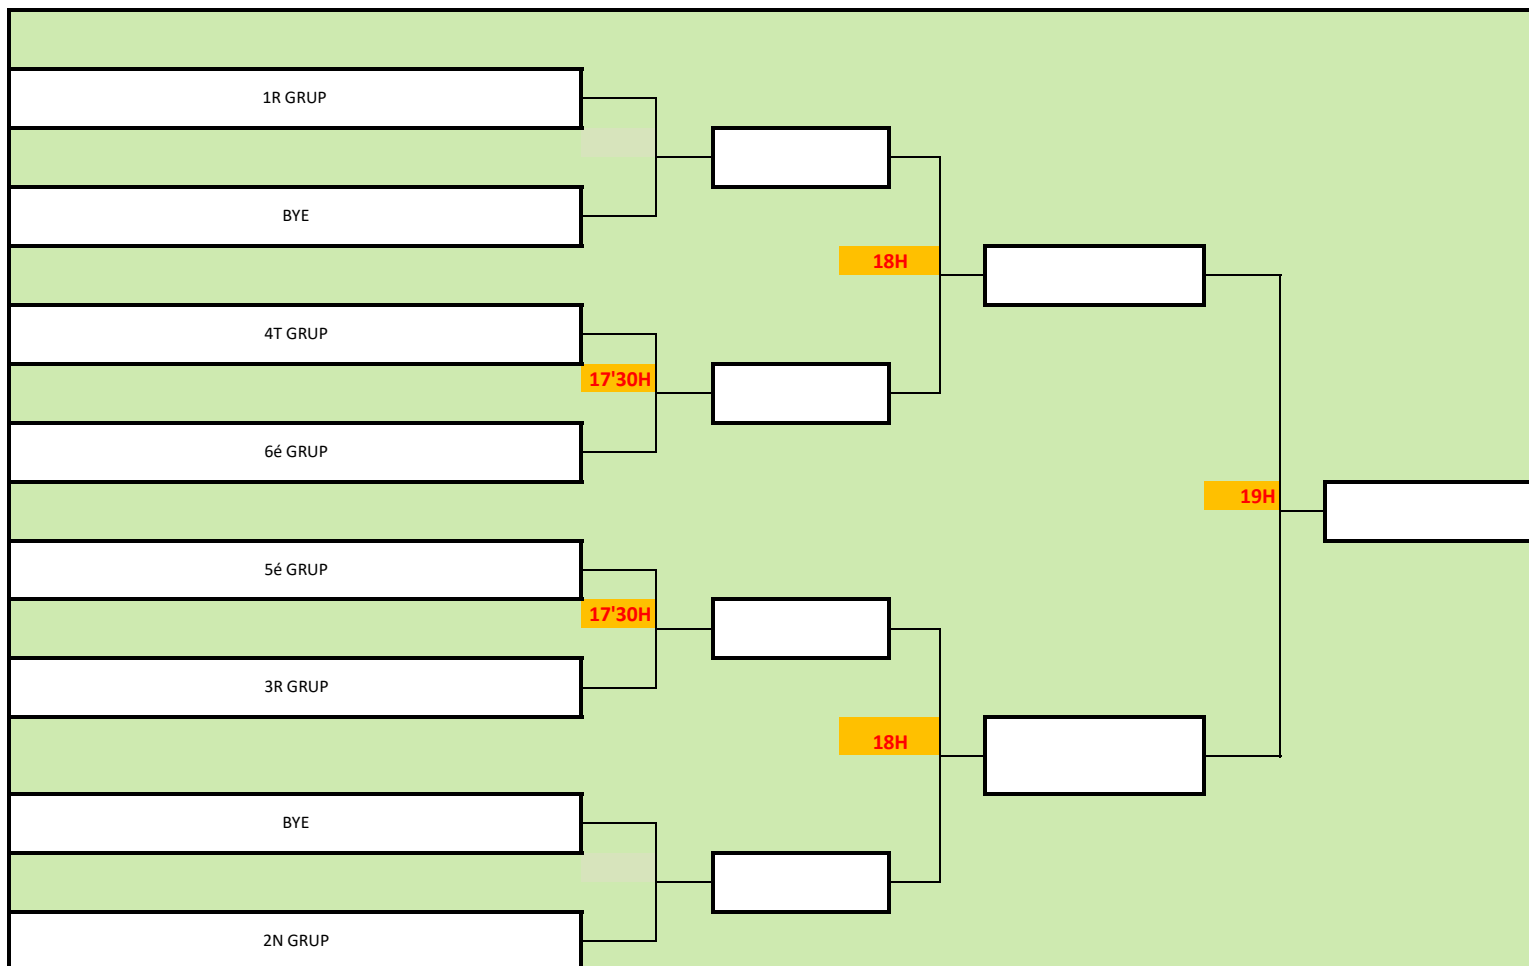 1R GRUP
BYE
18H
4T GRUP
17'30H
6é GRUP
19H
5é GRUP
17'30H
3R GRUP
18H
BYE
2N GRUP